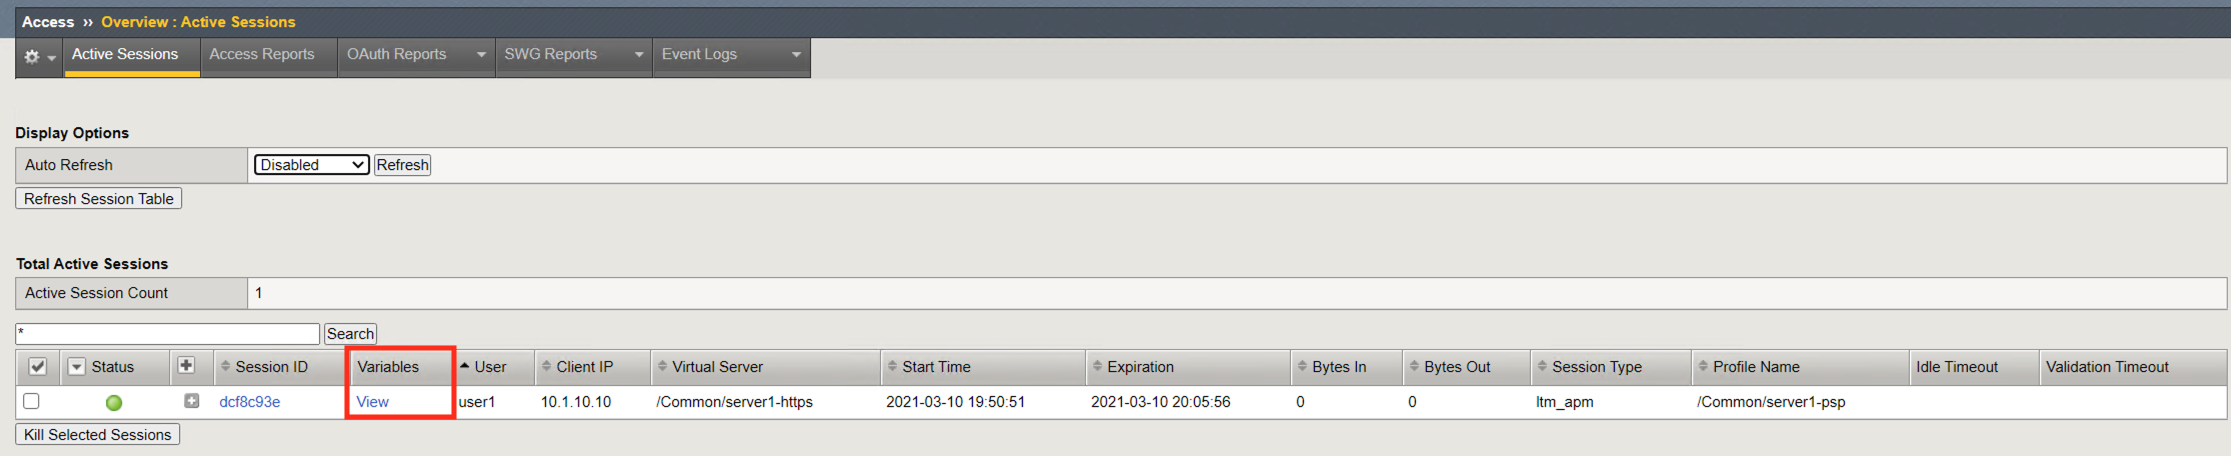 Access ›› Overview : Active Sessions
Active Sessions Access Reports OAuth Reports SWG Reports Event Logs
Display Options
Auto Refresh Disabled Refresh
Refresh Session Table
Total Active Sessions
Active Session Count 1
* Search
Status Session ID Variables User Client IP Virtual Server Start Time Expiration Bytes In Bytes Out Session Type Profile Name Idle Timeout Validation Timeout
dcf8c93e View user1 10.1.10.10 /Common/server1-https 2021-03-10 19:50:51 2021-03-10 20:05:56 0 0 ltm_apm /Common/server1-psp
Kill Selected Sessions